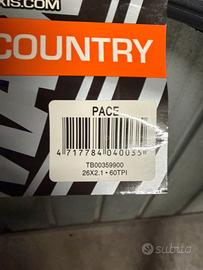 XIS.COM
COUNTRY
PACE
4 717784 040035
TB00359900
26X2.1 • 60TPI
subito